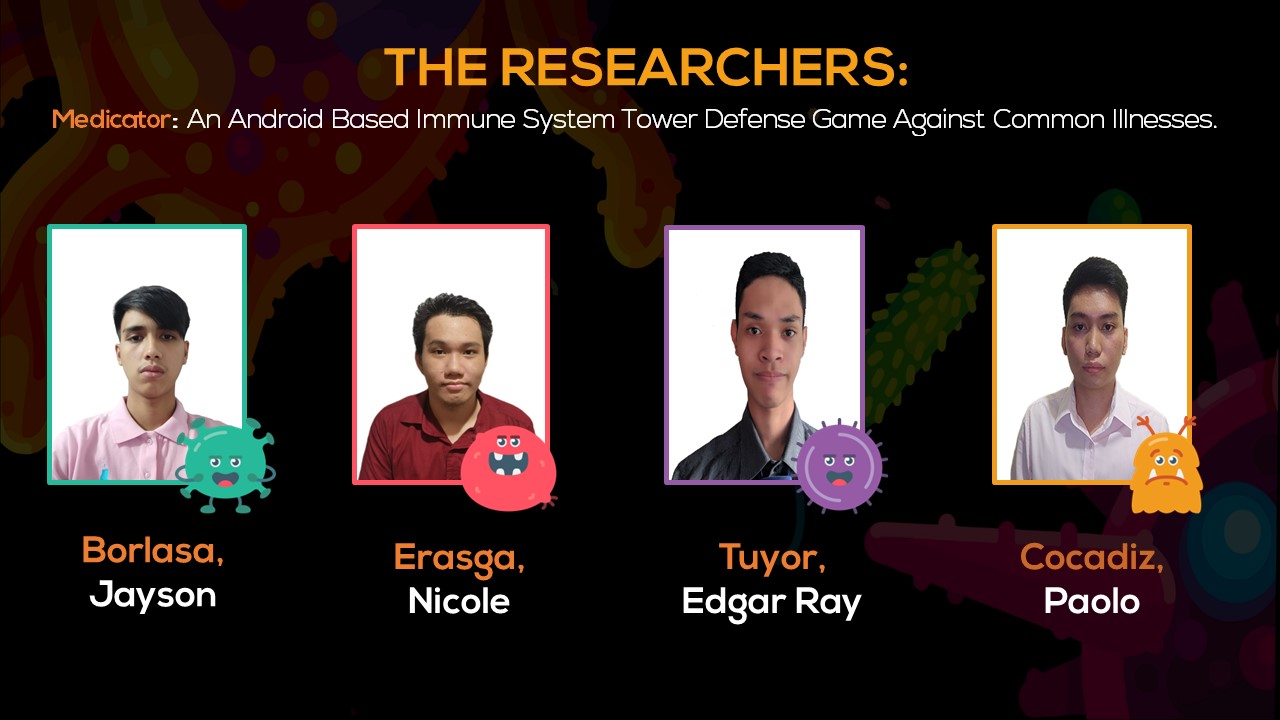 THE RESEARCHERS:
Medicator: An Android Based Immune System Tower Defense Game Against Common Illnesses.
Borlasa,
Jayson
Erasga,
Nicole
Tuyor,
Edgar Ray
Cocadiz,
Paolo